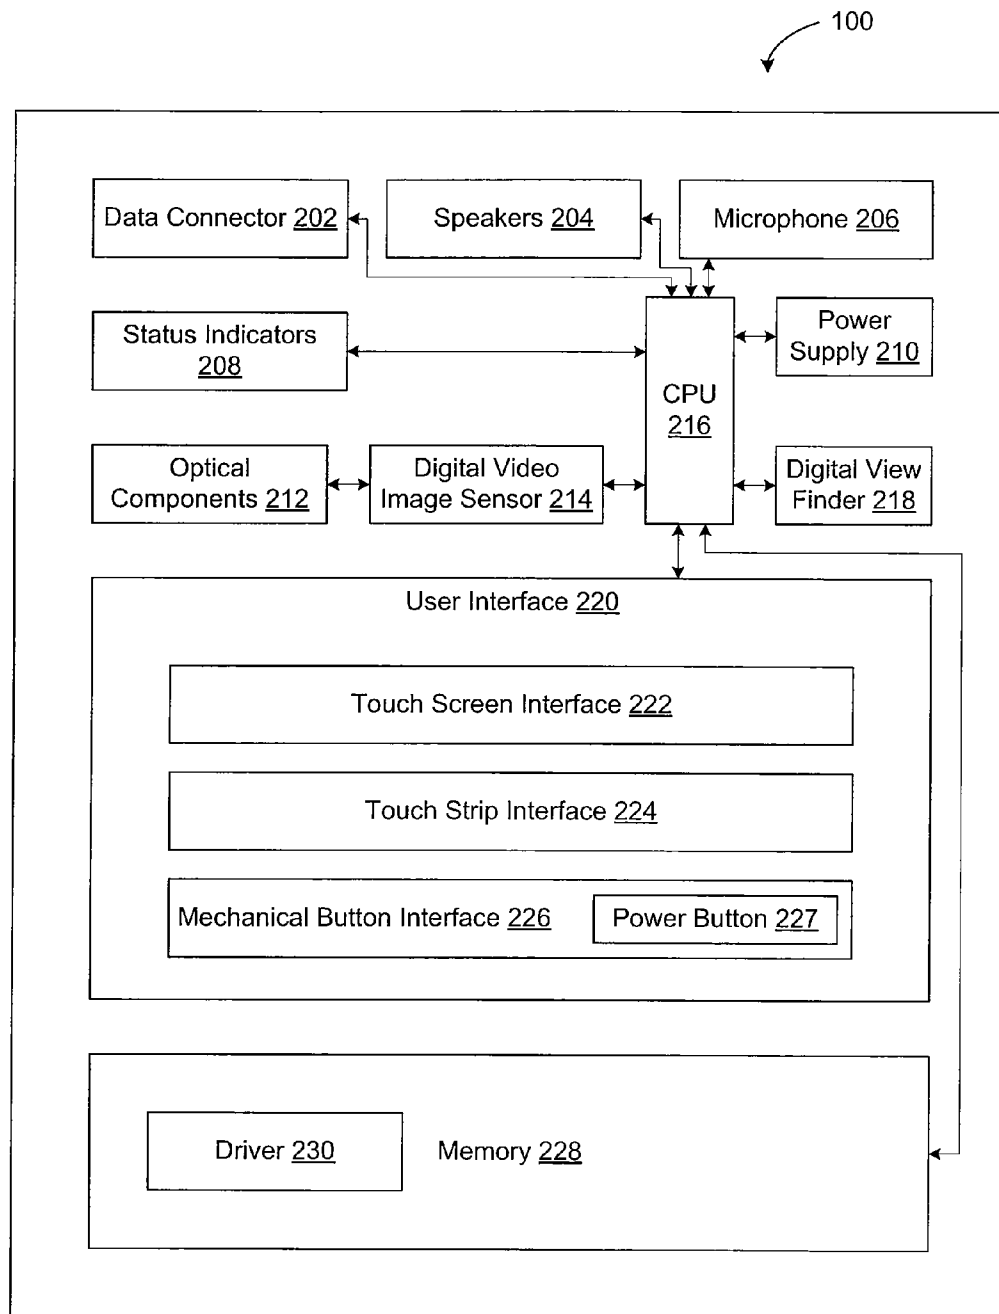 100
Data Connector 202
Speakers 204
Microphone 206
Status Indicators
208
Power
Supply 210
CPU
216
Optical
Components 212
Digital Video
Image Sensor 214
Digital View
Finder 218
User Interface 220
Touch Screen Interface 222
Touch Strip Interface 224
Mechanical Button Interface 226
Power Button 227
Driver 230
Memory 228